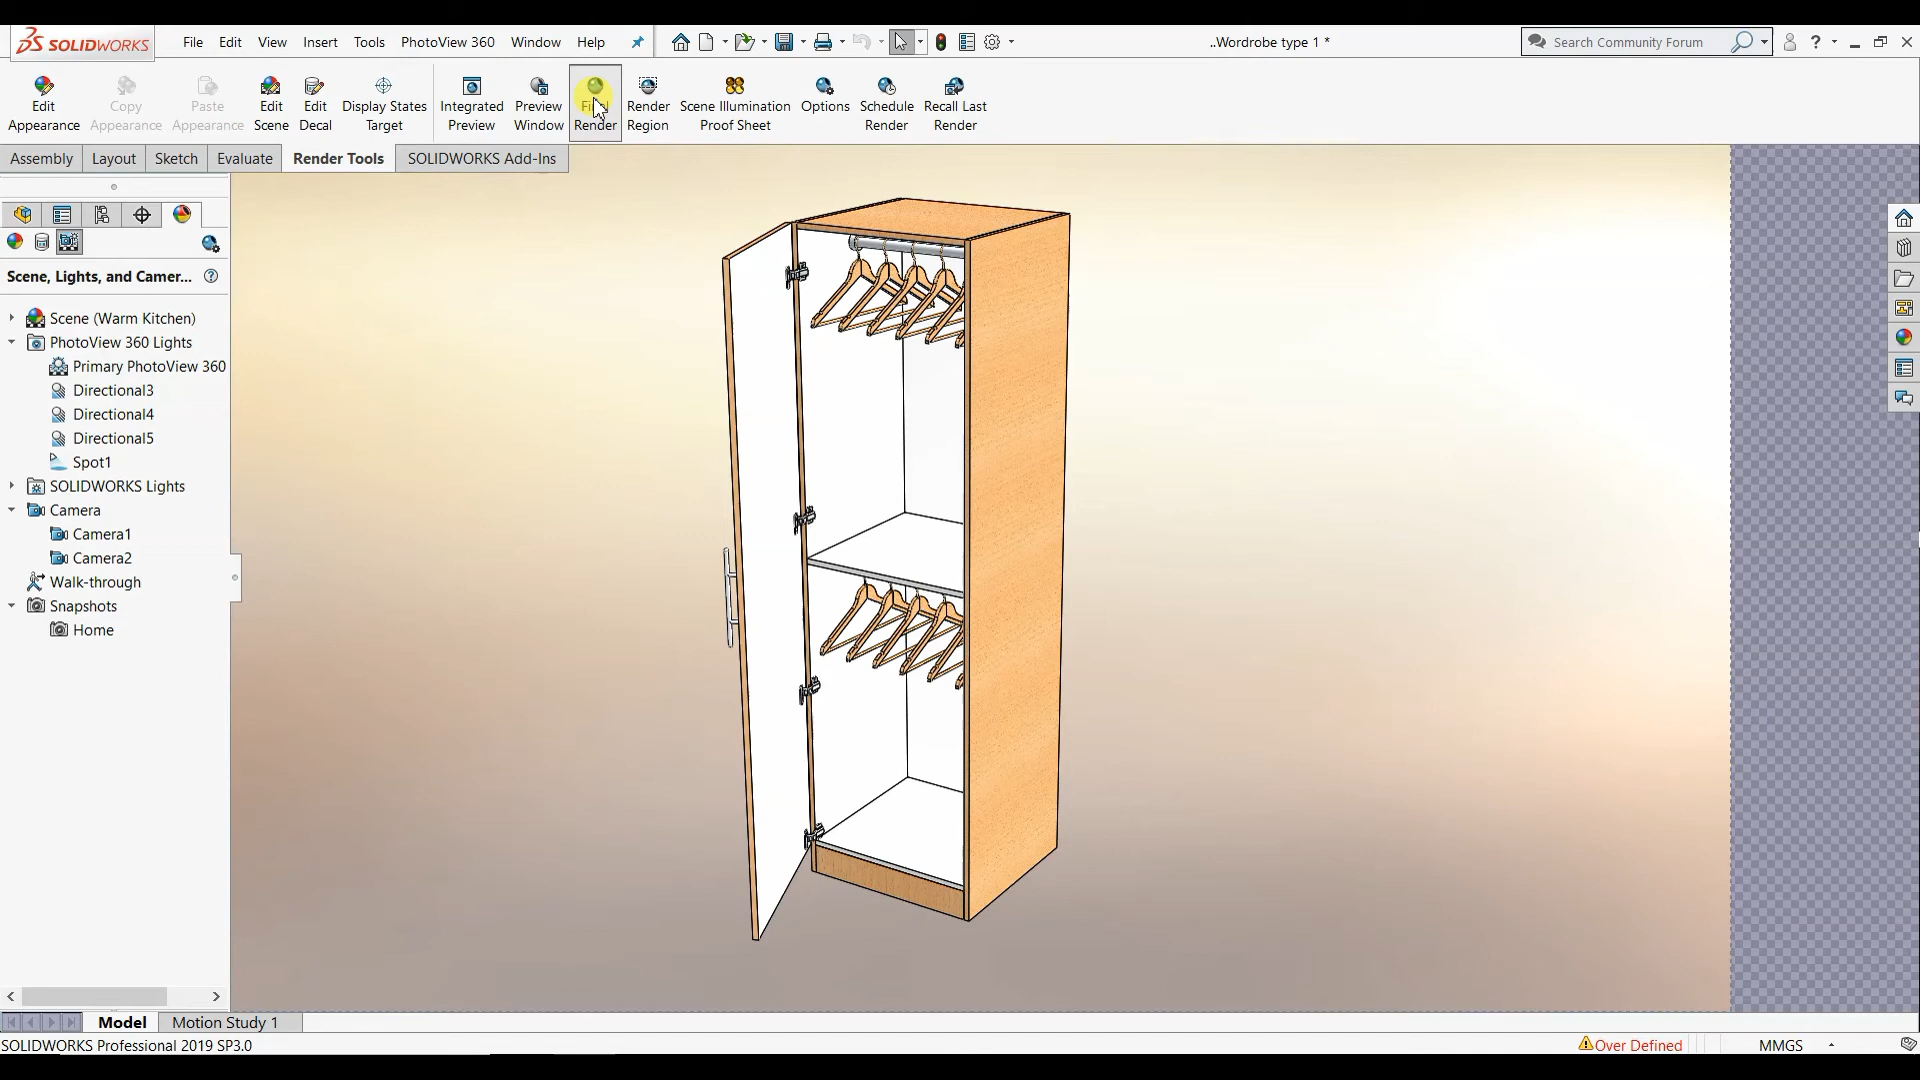 SOLIDWORKS File Edit View Insert Tools PhotoView 360 Window Help ..Wordrobe type 1 * Search Community Forum ?
Edit Appearance
Copy Appearance
Paste Appearance
Edit Scene
Edit Decal
Display States Target
Integrated Preview
Preview Window
Final Render
Render Region
Scene Illumination Proof Sheet
Options
Schedule Render
Recall Last Render
Assembly Layout Sketch Evaluate Render Tools SOLIDWORKS Add-Ins
Scene, Lights, and Camer... ?
Scene (Warm Kitchen)
PhotoView 360 Lights
Primary PhotoView 360
Directional3
Directional4
Directional5
Spot1
SOLIDWORKS Lights
Camera
Camera1
Camera2
Walk-through
Snapshots
Home
Model Motion Study 1
SOLIDWORKS Professional 2019 SP3.0 Over Defined MMGS